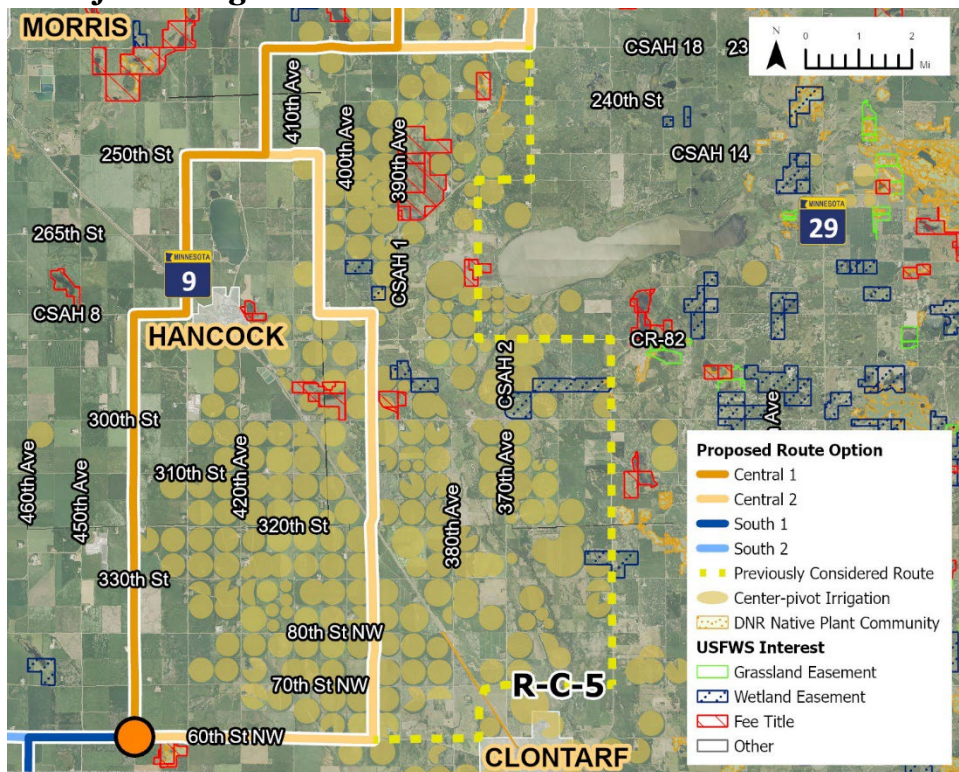 MORRIS
CSAH 18
23
N
0 1 2
Mi
240th St
410th Ave
400th Ave
390th Ave
250th St
CSAH 14
265th St
MINNESOTA
29
CSAH 1
MINNESOTA
9
CSAH 8
HANCOCK
CR-82
CSAH 2
300th St
460th Ave
450th Ave
310th St
420th Ave
320th St
380th Ave
370th Ave
Ave
330th St
80th St NW
70th St NW
R-C-5
60th St NW
CLONTARF
Proposed Route Option
Central 1
Central 2
South 1
South 2
Previously Considered Route
Center-pivot Irrigation
DNR Native Plant Community
USFWS Interest
Grassland Easement
Wetland Easement
Fee Title
Other